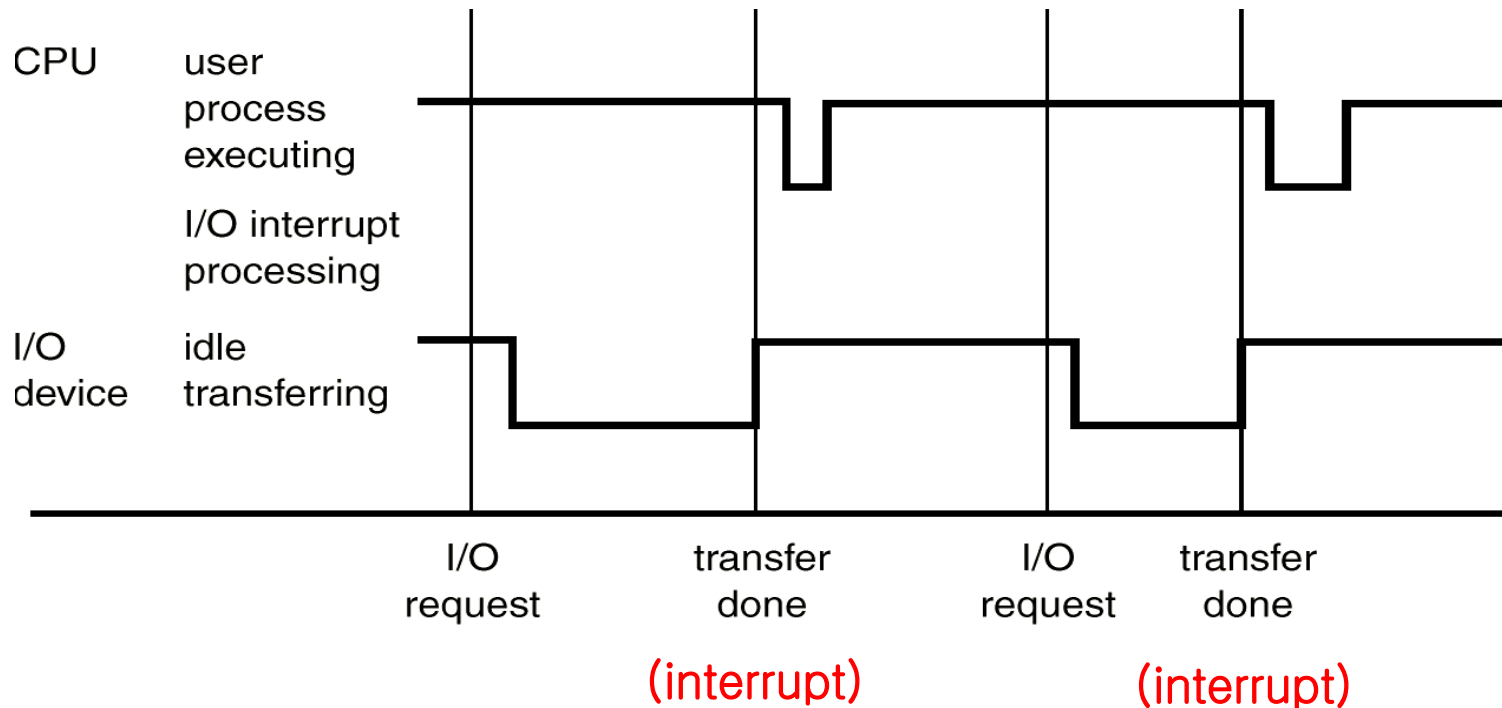 CPU user
process
executing
I/O interrupt
processing
I/O idle
device transferring
I/O transfer I/O transfer
request done request done
(interrupt) (interrupt)